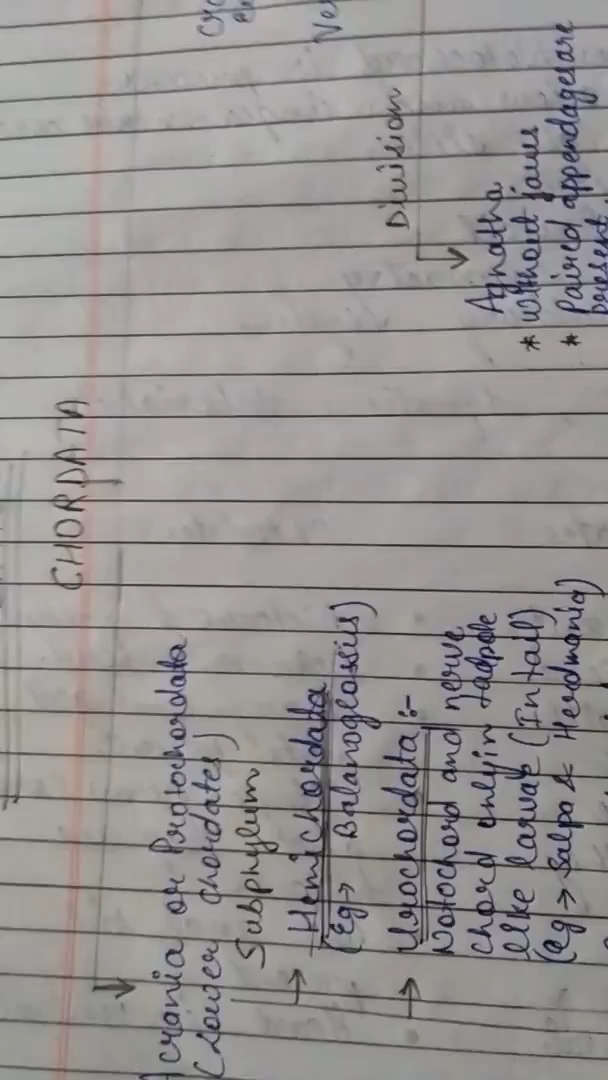 CHORDATA
Acrania or Protochordata
(Lower chordates)
Subphylum
Hemichordata
(Eg → Balanoglossius)
Urochordata :-
Notochord and nerve
chord only in tadpole
like larvae (In tail)
(eg → Salpa & Herdmania)
Division
Agnatha
without jaws
* Paired appendages are